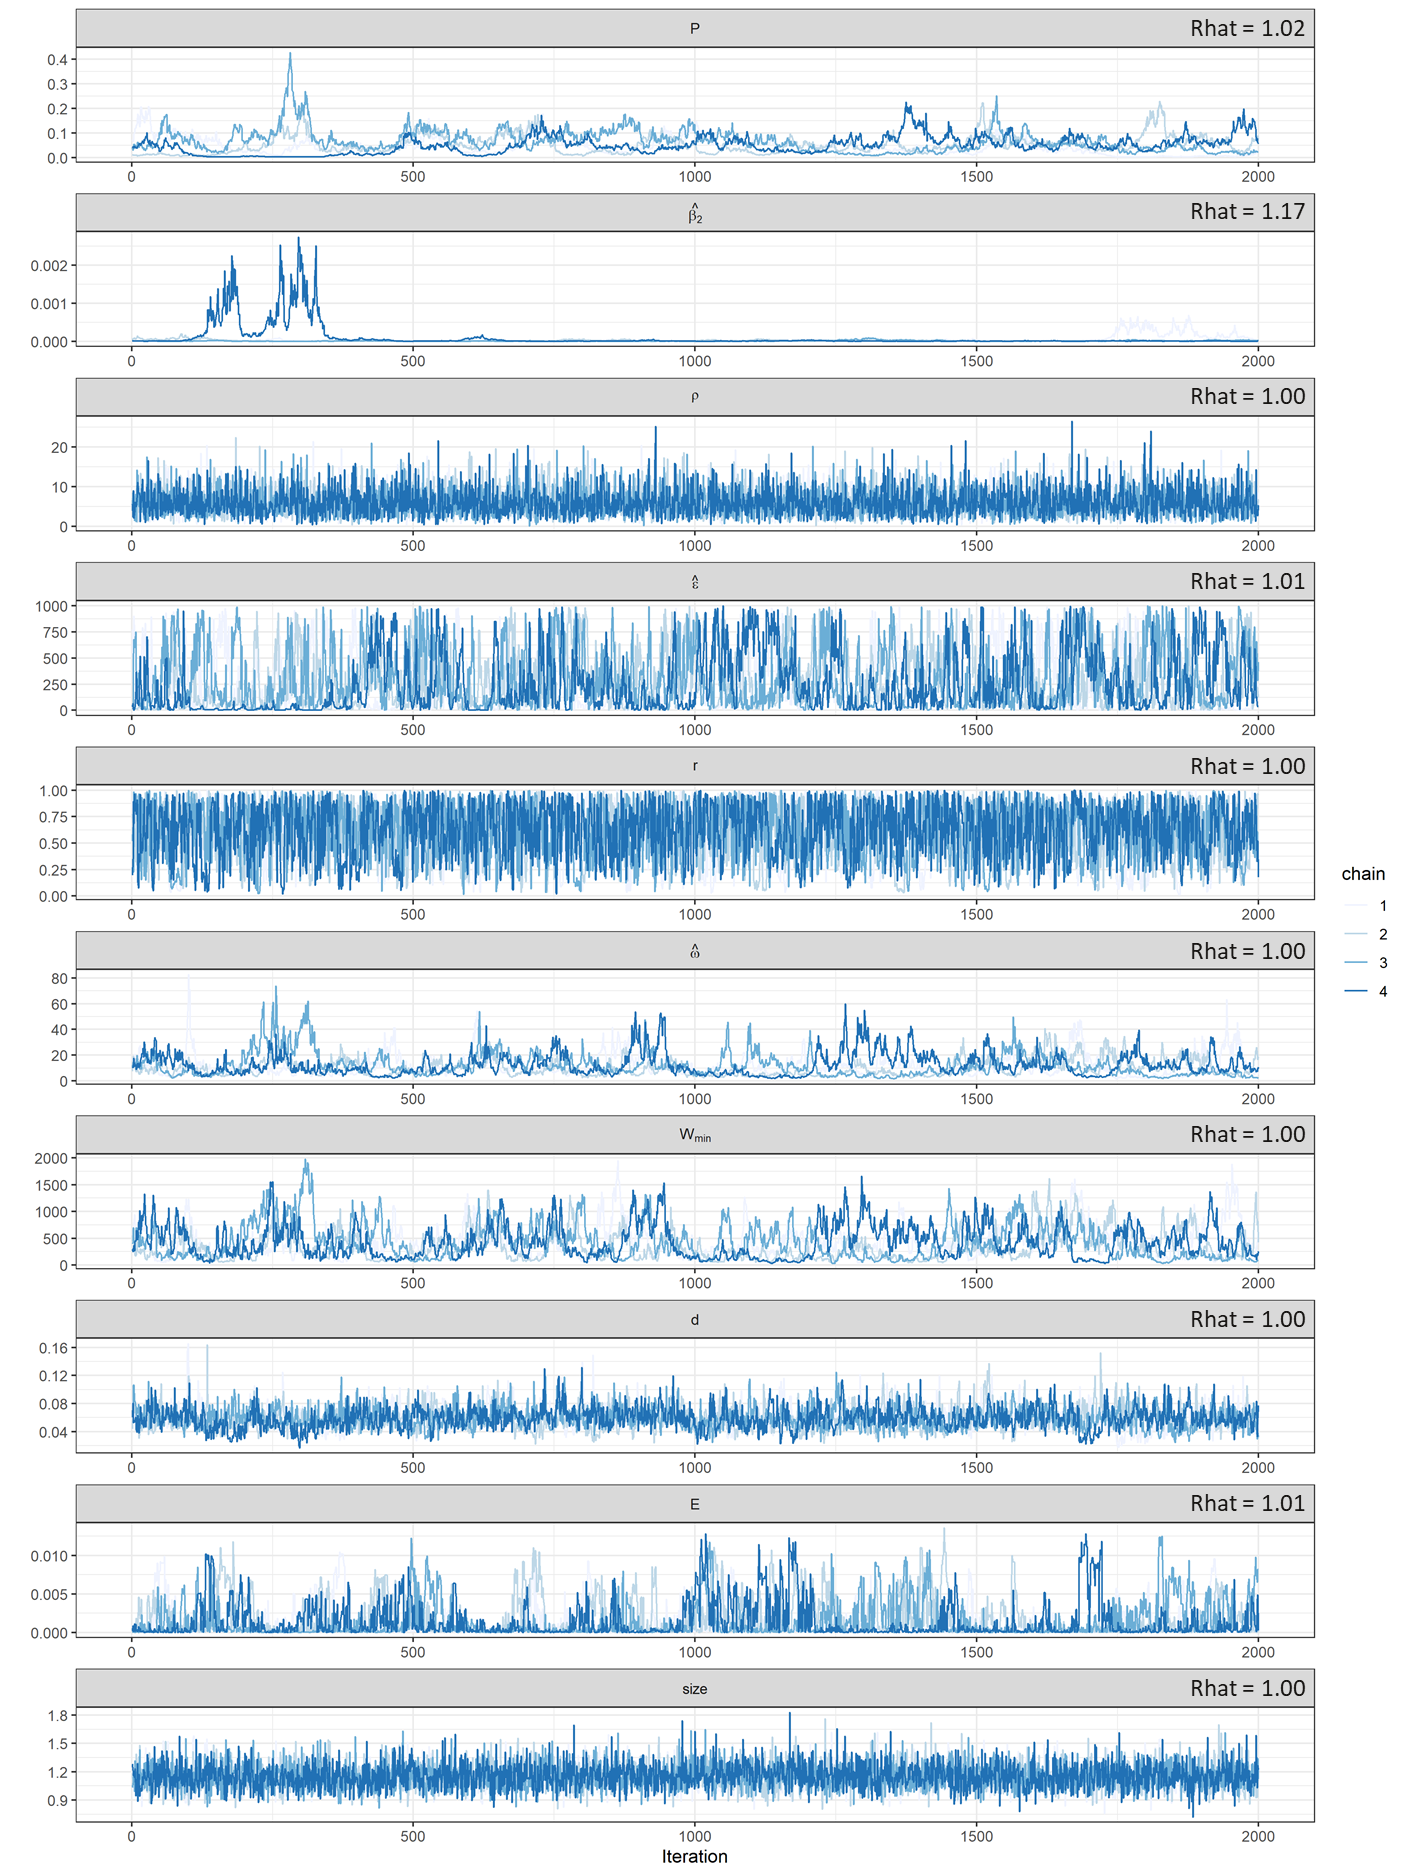 P Rhat = 1.02
0.4
0.3
0.2
0.1
0.0
0 500 1000 1500 2000
β̂₂ Rhat = 1.17
0.002
0.001
0.000
0 500 1000 1500 2000
ρ Rhat = 1.00
20
10
0
0 500 1000 1500 2000
ε̂ Rhat = 1.01
1000
750
500
250
0
0 500 1000 1500 2000
r Rhat = 1.00
1.00
0.75
0.50
0.25
0.00
0 500 1000 1500 2000
chain
1
2
3
4
ω̂ Rhat = 1.00
80
60
40
20
0
0 500 1000 1500 2000
Wmin Rhat = 1.00
2000
1500
1000
500
0
0 500 1000 1500 2000
d Rhat = 1.00
0.16
0.12
0.08
0.04
0 500 1000 1500 2000
E Rhat = 1.01
0.010
0.005
0.000
0 500 1000 1500 2000
size Rhat = 1.00
1.8
1.5
1.2
0.9
0 500 1000 1500 2000
Iteration